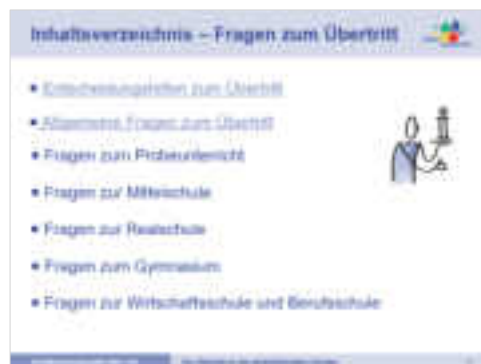 Inhaltsverzeichnis – Fragen zum Übertritt
Entscheidungshilfen zum Übertritt
Allgemeine Fragen zum Übertritt
Fragen zum Probeunterricht
Fragen zur Mittelschule
Fragen zur Realschule
Fragen zum Gymnasium
Fragen zur Wirtschaftsschule und Berufsschule